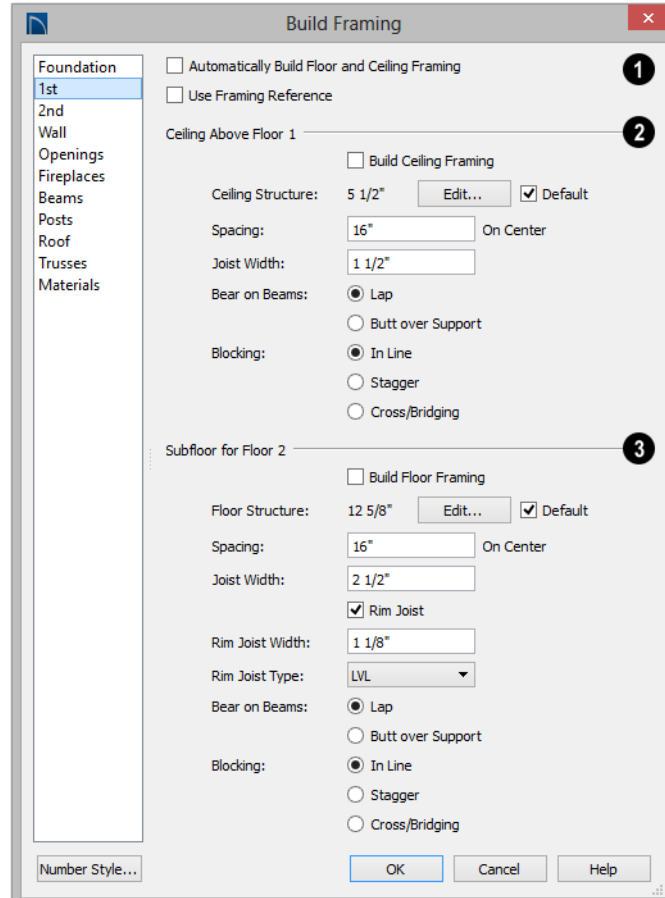 Build Framing
Foundation
1st
2nd
Wall
Openings
Fireplaces
Beams
Posts
Roof
Trusses
Materials
Automatically Build Floor and Ceiling Framing
1
Use Framing Reference
Ceiling Above Floor 1
2
Build Ceiling Framing
Ceiling Structure: 5 1/2" Edit... Default
Spacing: 16" On Center
Joist Width: 1 1/2"
Bear on Beams: Lap
Butt over Support
Blocking: In Line
Stagger
Cross/Bridging
Subfloor for Floor 2
3
Build Floor Framing
Floor Structure: 12 5/8" Edit... Default
Spacing: 16" On Center
Joist Width: 2 1/2"
Rim Joist
Rim Joist Width: 1 1/8"
Rim Joist Type: LVL
Bear on Beams: Lap
Butt over Support
Blocking: In Line
Stagger
Cross/Bridging
Number Style... OK Cancel Help